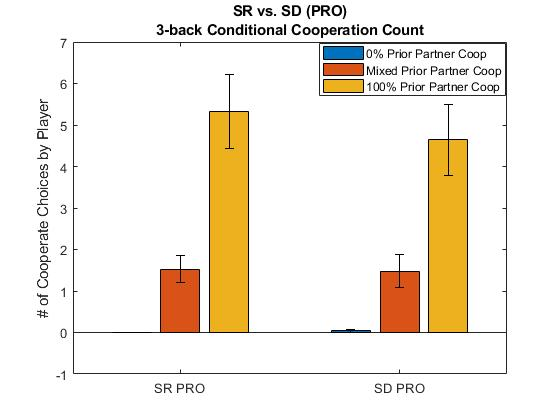 SR vs. SD (PRO)
3-back Conditional Cooperation Count
7
6
5
4
3
2
1
0
-1
# of Cooperate Choices by Player
0% Prior Partner Coop
Mixed Prior Partner Coop
100% Prior Partner Coop
SR PRO
SD PRO